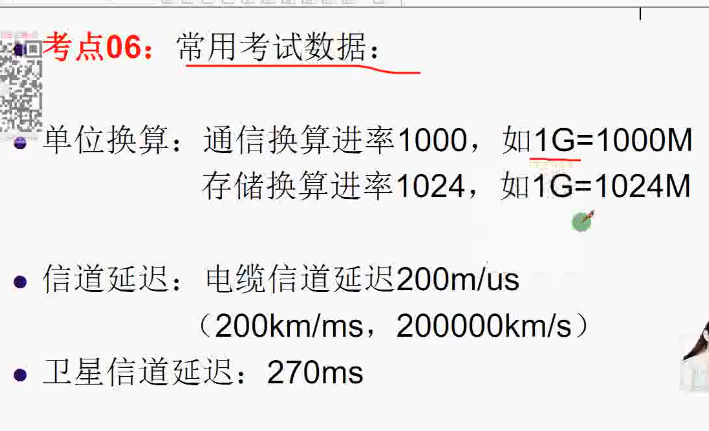 考点06：常用考试数据：
单位换算：通信换算进率1000，如1G=1000M
存储换算进率1024，如1G=1024M
信道延迟：电缆信道延迟200m/us
（200km/ms，200000km/s）
卫星信道延迟：270ms